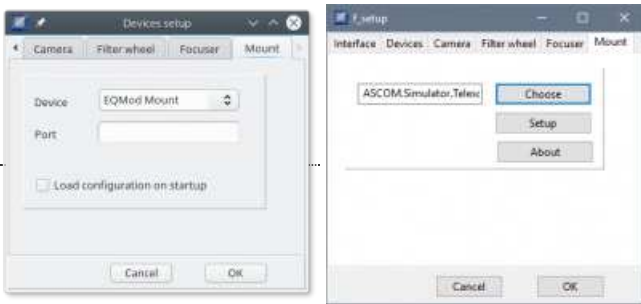 Devices setup
Camera Filter wheel Focuser Mount
Device EQMod Mount
Port
Load configuration on startup
Cancel OK
f_setup
Interface Devices Camera Filter wheel Focuser Mount
ASCOM.Simulator.Telesc Choose
Setup
About
Cancel OK